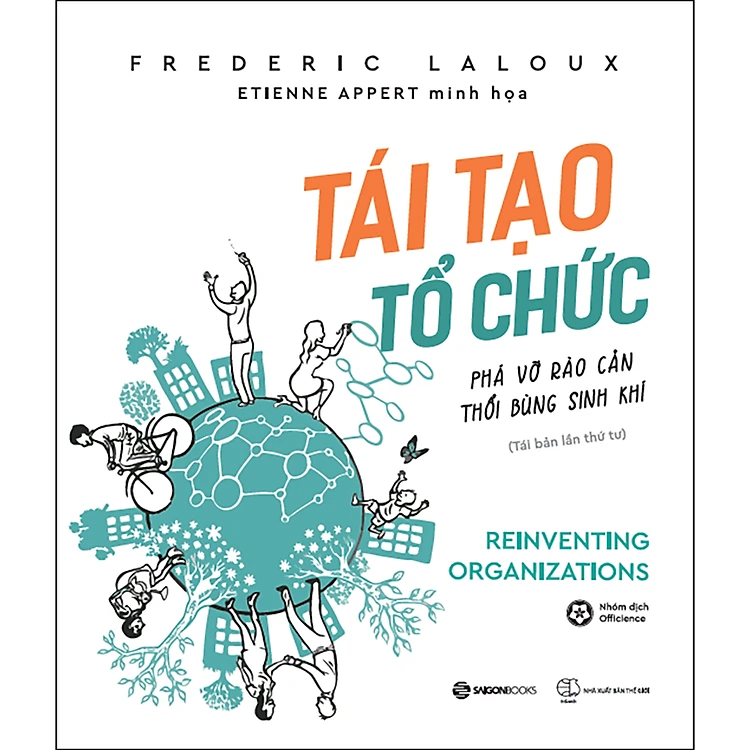 FREDERIC LALOUX
ETIENNE APPERT minh họa
TÁI TẠO
TỔ CHỨC
PHÁ VỠ RÀO CẢN
THỔI BÙNG SINH KHÍ
(Tái bản lần thứ tư)
REINVENTING
ORGANIZATIONS
Nhóm dịch
Officience
SAIGONBOOKS
NHÀ XUẤT BẢN THẾ GIỚI